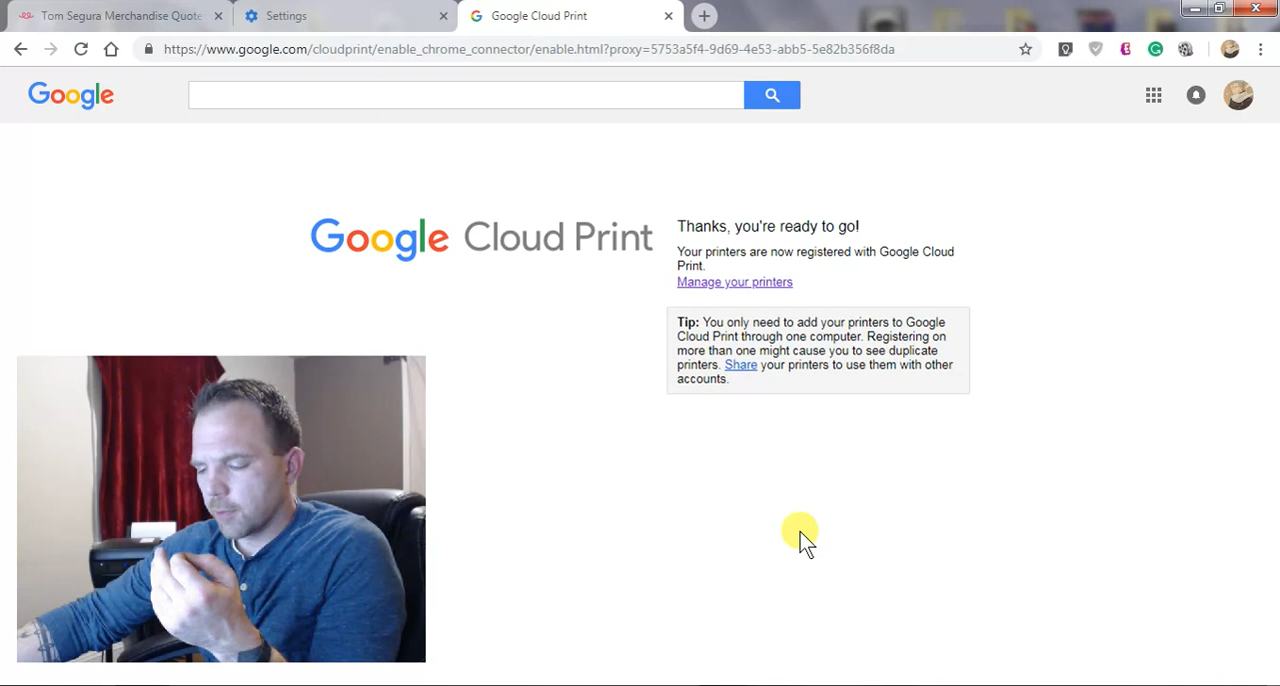 Tom Segura Merchandise Quote
Settings
Google Cloud Print
https://www.google.com/cloudprint/enable_chrome_connector/enable.html?proxy=5753a5f4-9d69-4e53-abb5-5e82b356f8da
Google
Google Cloud Print
Thanks, you're ready to go!
Your printers are now registered with Google Cloud
Print.
Manage your printers
Tip: You only need to add your printers to Google
Cloud Print through one computer. Registering on
more than one might cause you to see duplicate
printers. Share your printers to use them with other
accounts.